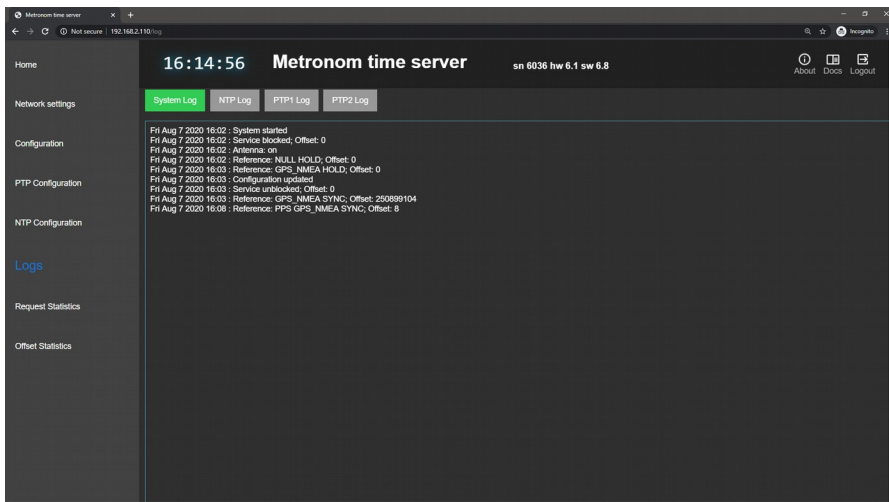 Metronom time server
Not secure | 192.168.2.110/log
Incognito
Home
16:14:56
Metronom time server
sn 6036 hw 6.1 sw 6.8
About Docs Logout
Network settings
Configuration
PTP Configuration
NTP Configuration
Logs
Request Statistics
Offset Statistics
System Log NTP Log PTP1 Log PTP2 Log
Fri Aug 7 2020 16:02 : System started
Fri Aug 7 2020 16:02 : Service blocked; Offset: 0
Fri Aug 7 2020 16:02 : Antenna: on
Fri Aug 7 2020 16:02 : Reference: NULL HOLD; Offset: 0
Fri Aug 7 2020 16:03 : Reference: GPS_NMEA HOLD; Offset: 0
Fri Aug 7 2020 16:03 : Configuration updated
Fri Aug 7 2020 16:03 : Service unblocked; Offset: 0
Fri Aug 7 2020 16:03 : Reference: GPS_NMEA SYNC; Offset: 250899104
Fri Aug 7 2020 16:08 : Reference: PPS GPS_NMEA SYNC; Offset: 8